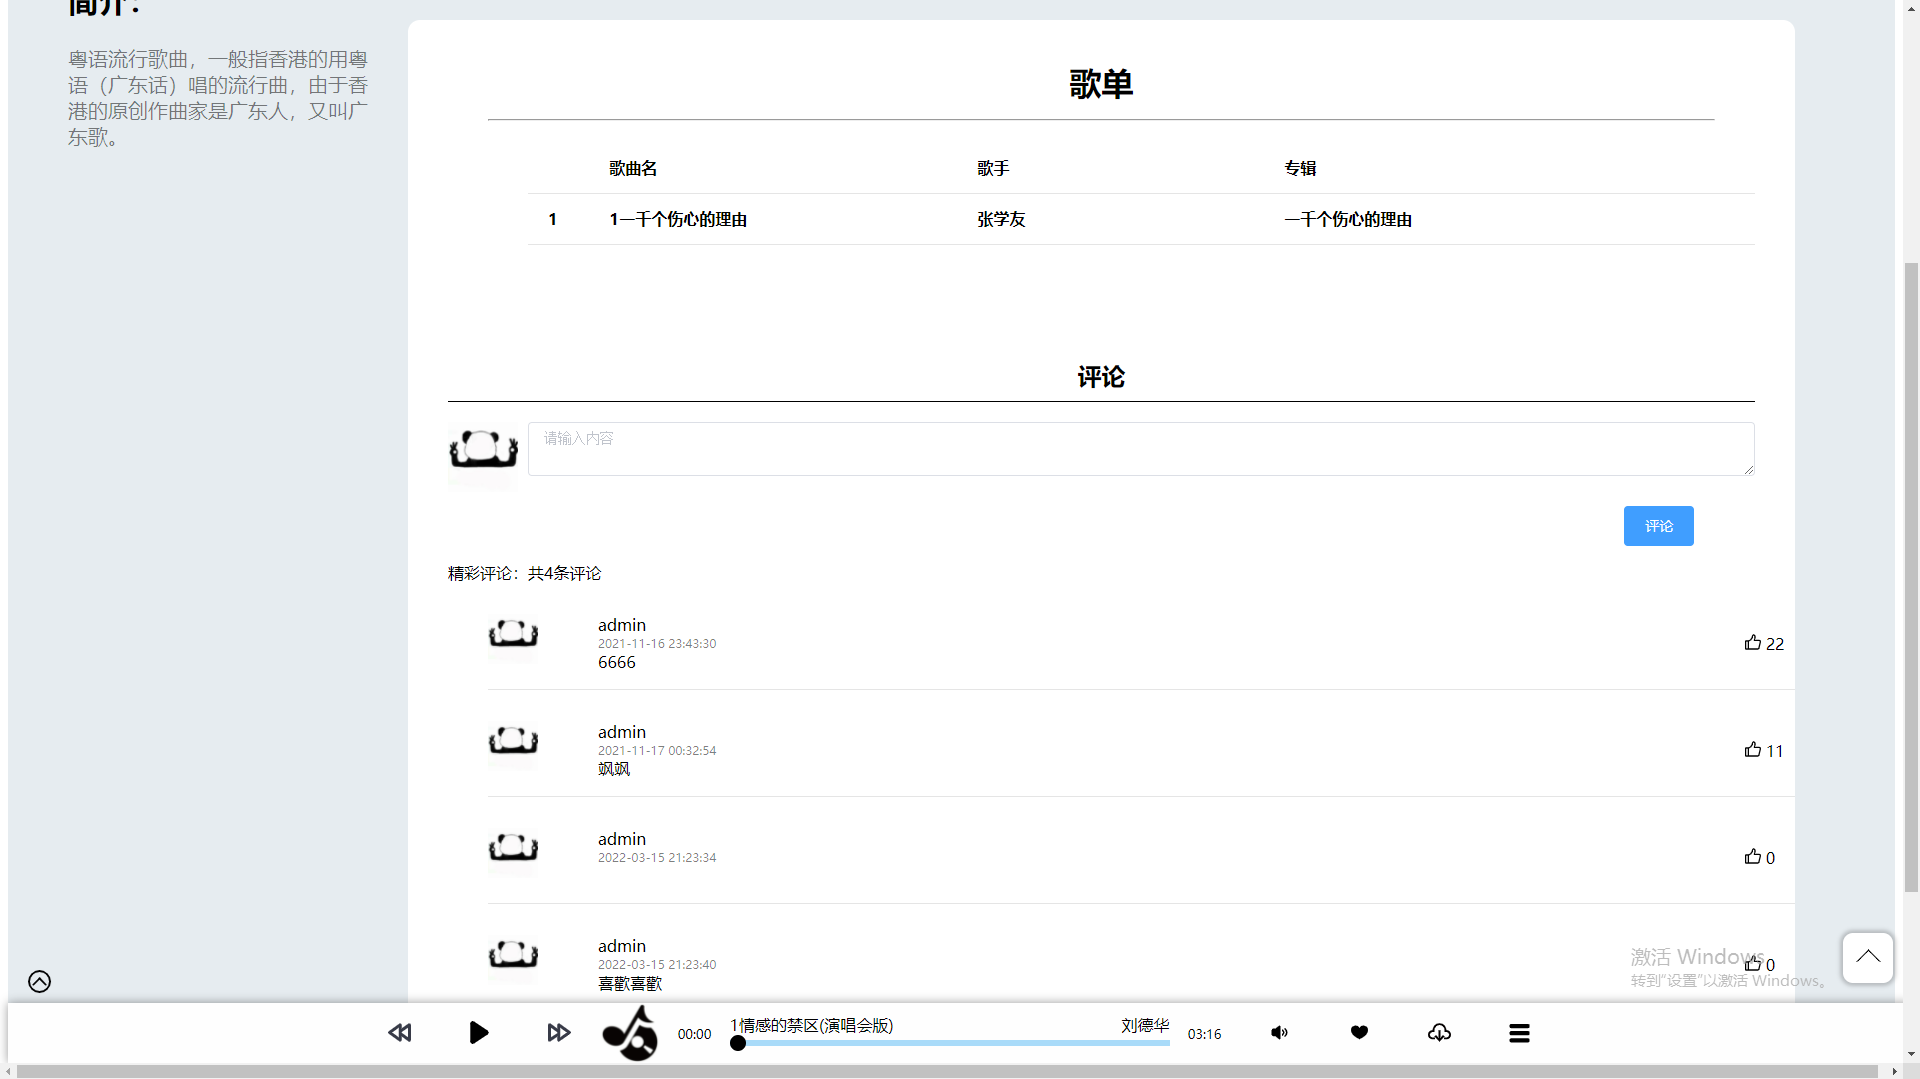 简介：
粤语流行歌曲，一般指香港的用粤
语（广东话）唱的流行曲，由于香
港的原创作曲家是广东人，又叫广
东歌。
歌单
歌曲名 歌手 专辑
1 1一千个伤心的理由 张学友 一千个伤心的理由
评论
请输入内容
评论
精彩评论：共4条评论
admin
2021-11-16 23:43:30
6666
22
admin
2021-11-17 00:32:54
飒飒
11
admin
2022-03-15 21:23:34
0
admin
2022-03-15 21:23:40
喜歡喜歡
0
激活 Windows
转到“设置”以激活 Windows。
00:00 1情感的禁区(演唱会版) 刘德华 03:16